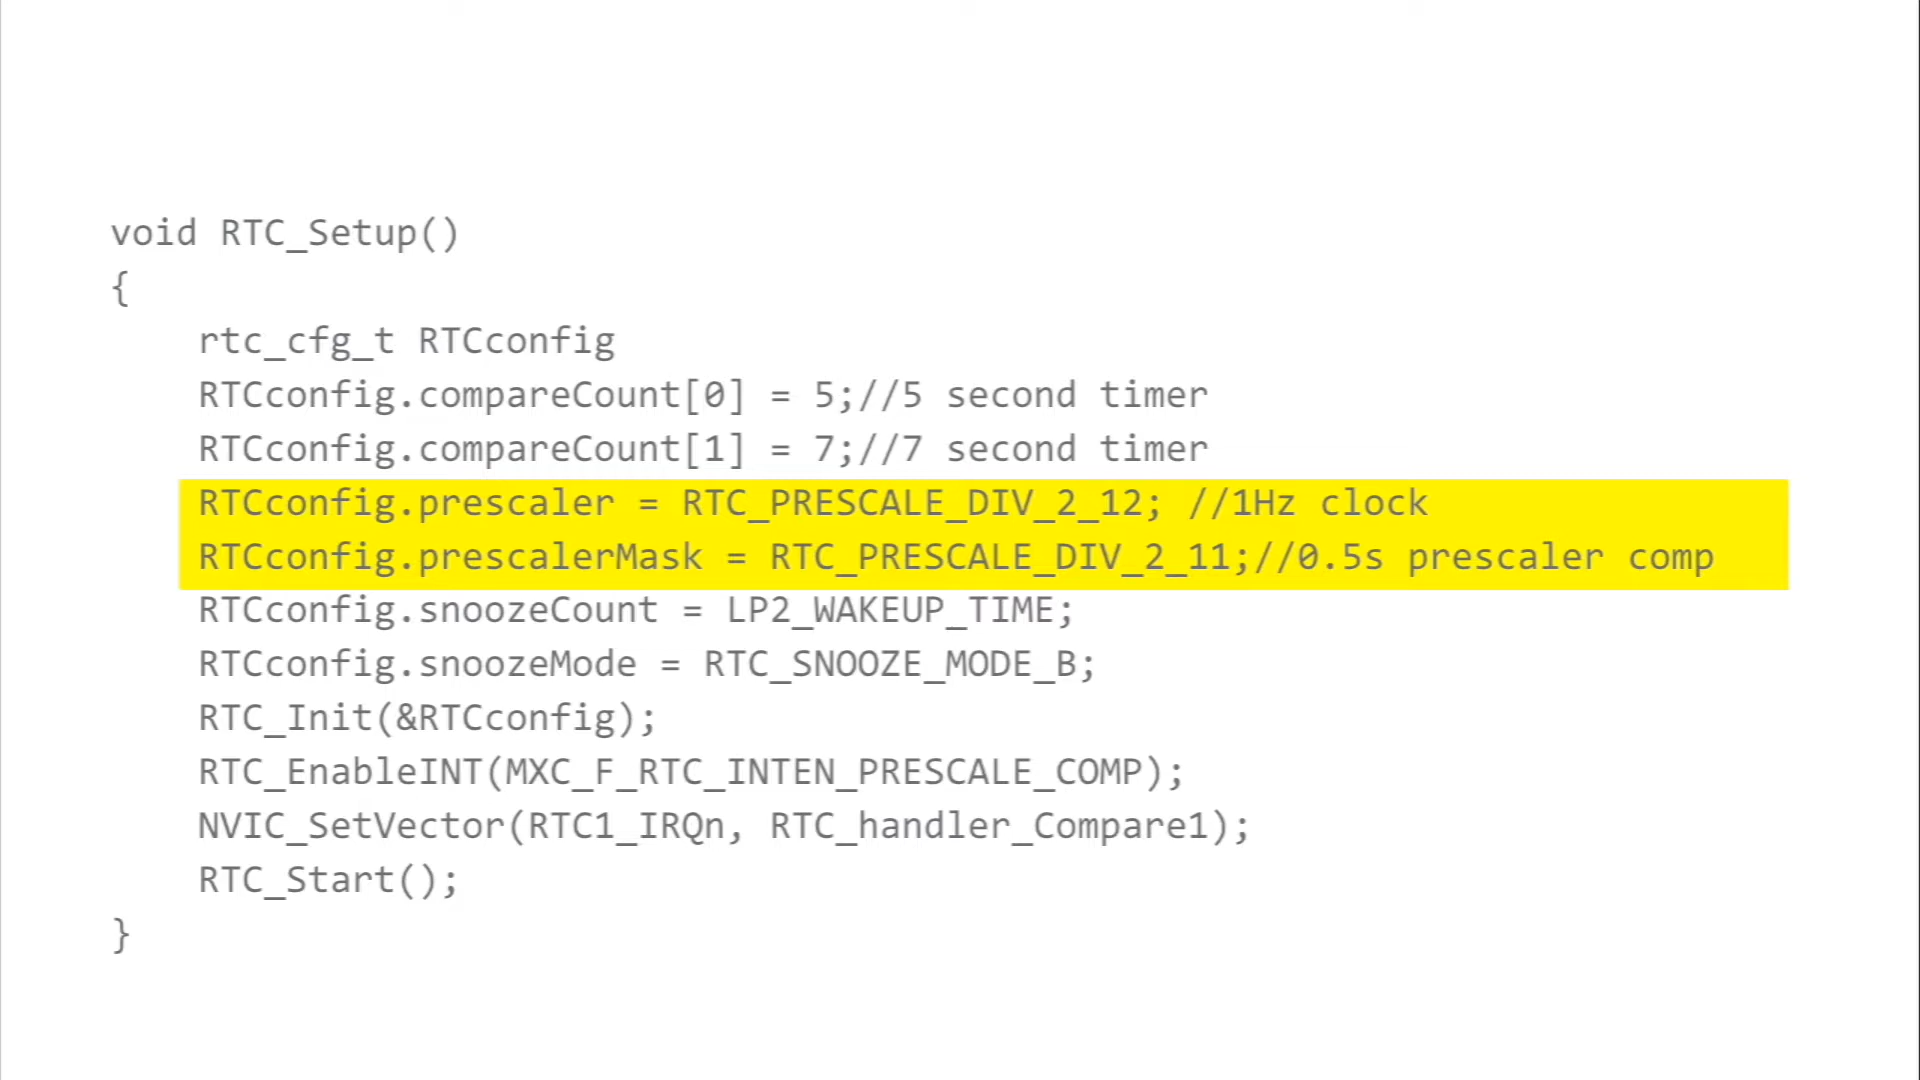 void RTC_Setup()
{
rtc_cfg_t RTCconfig
RTCconfig.compareCount[0] = 5;//5 second timer
RTCconfig.compareCount[1] = 7;//7 second timer
RTCconfig.prescaler = RTC_PRESCALE_DIV_2_12; //1Hz clock
RTCconfig.prescalerMask = RTC_PRESCALE_DIV_2_11;//0.5s prescaler comp
RTCconfig.snoozeCount = LP2_WAKEUP_TIME;
RTCconfig.snoozeMode = RTC_SNOOZE_MODE_B;
RTC_Init(&RTCconfig);
RTC_EnableINT(MXC_F_RTC_INTEN_PRESCALE_COMP);
NVIC_SetVector(RTC1_IRQn, RTC_handler_Compare1);
RTC_Start();
}